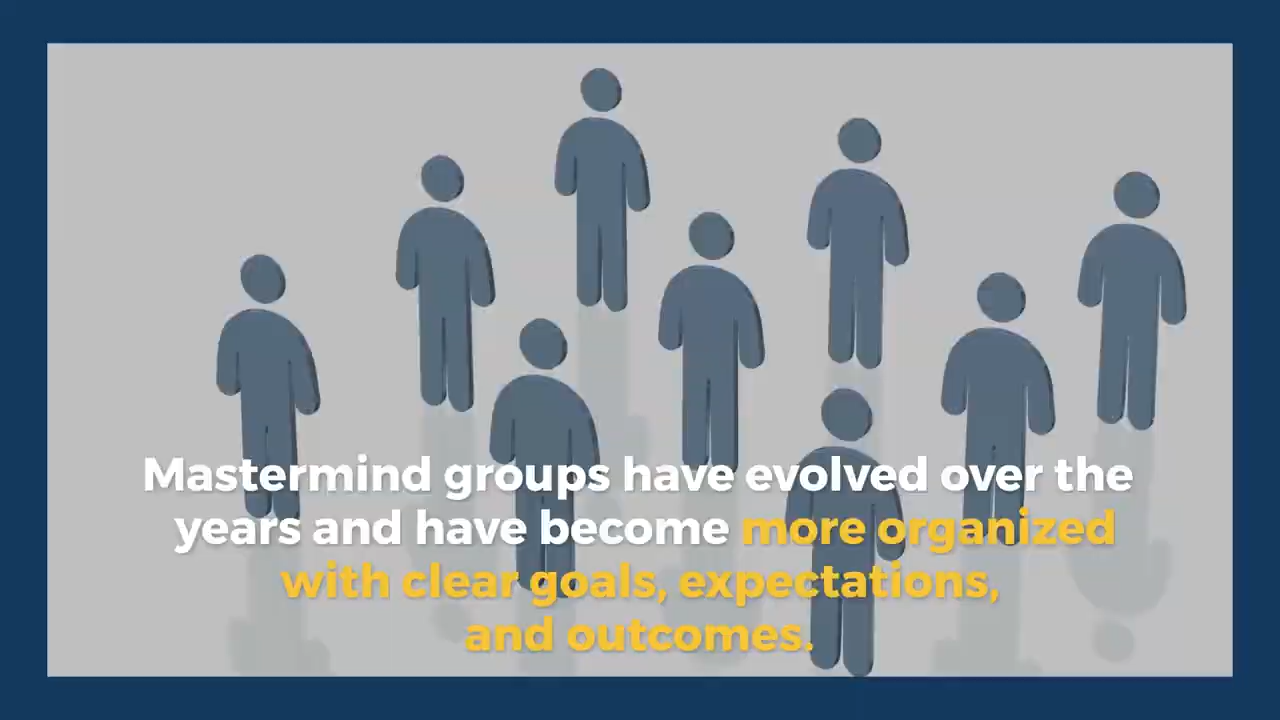 Mastermind groups have evolved over the
years and have become more organized
with clear goals, expectations,
and outcomes.